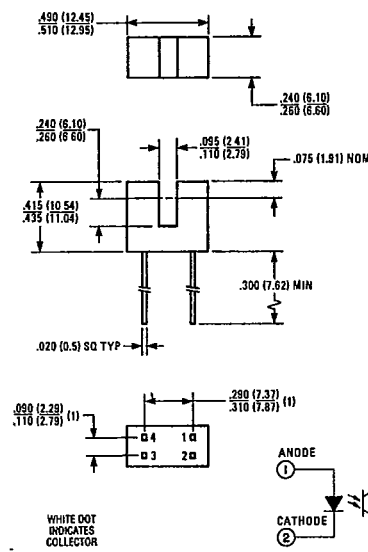 .490 (12.45)
.510 (12.95)
.240 (6.10)
.260 (6.60)
.240 (6.10)
.260 (6.60)
.095 (2.41)
.110 (2.79)
.075 (1.91) NOM
.415 (10.54)
.435 (11.04)
.300 (7.62) MIN
.020 (0.5) SQ TYP
.290 (7.37)
.310 (7.87) (1)
.090 (2.29)
.110 (2.79) (1)
4 1
3 2
ANODE
1
CATHODE
2
WHITE DOT
INDICATES
COLLECTOR